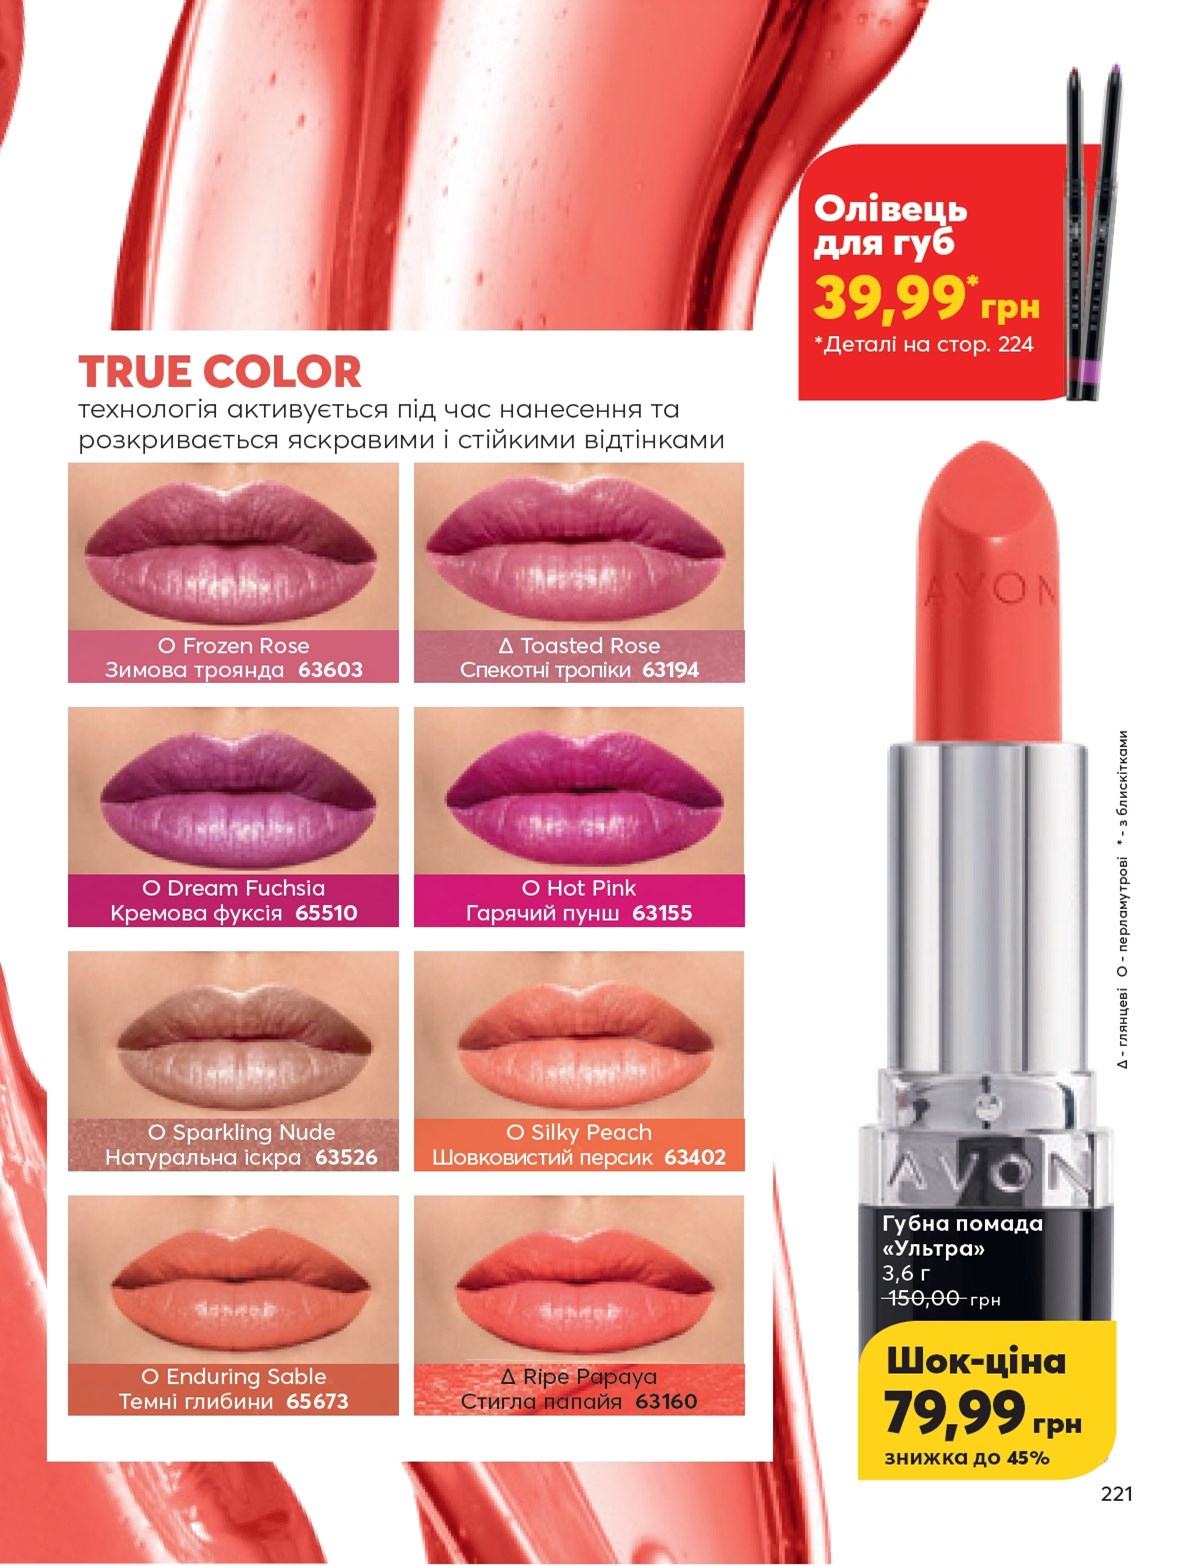 Олівець
для губ
39,99* грн
*Деталі на стор. 224
TRUE COLOR
технологія активується під час нанесення та
розкривається яскравими і стійкими відтінками
O Frozen Rose
Зимова троянда 63603
Δ Toasted Rose
Спекотні тропіки 63194
O Dream Fuchsia
Кремова фуксія 65510
O Hot Pink
Гарячий пунш 63155
O Sparkling Nude
Натуральна іскра 63526
O Silky Peach
Шовковистий персик 63402
O Enduring Sable
Темні глибини 65673
Δ Ripe Papaya
Стигла папайя 63160
AVON
Δ - глянцеві O - перламутрові * - з блискітками
AVON
Губна помада
«Ультра»
3,6 г
150,00 грн
Шок-ціна
79,99 грн
знижка до 45%
221